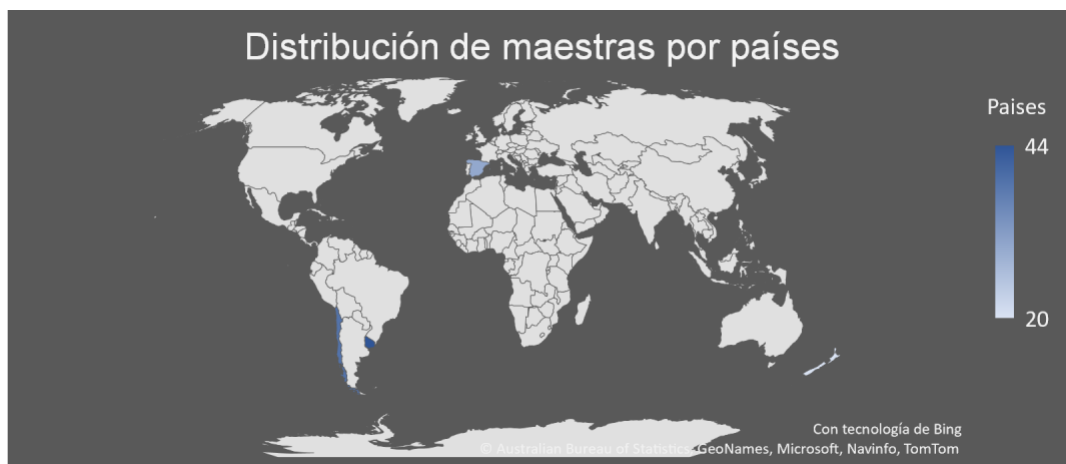 Distribución de maestras por países
Paises
44
20
Con tecnología de Bing
© Australian Bureau of Statistics, GeoNames, Microsoft, Navinfo, TomTom